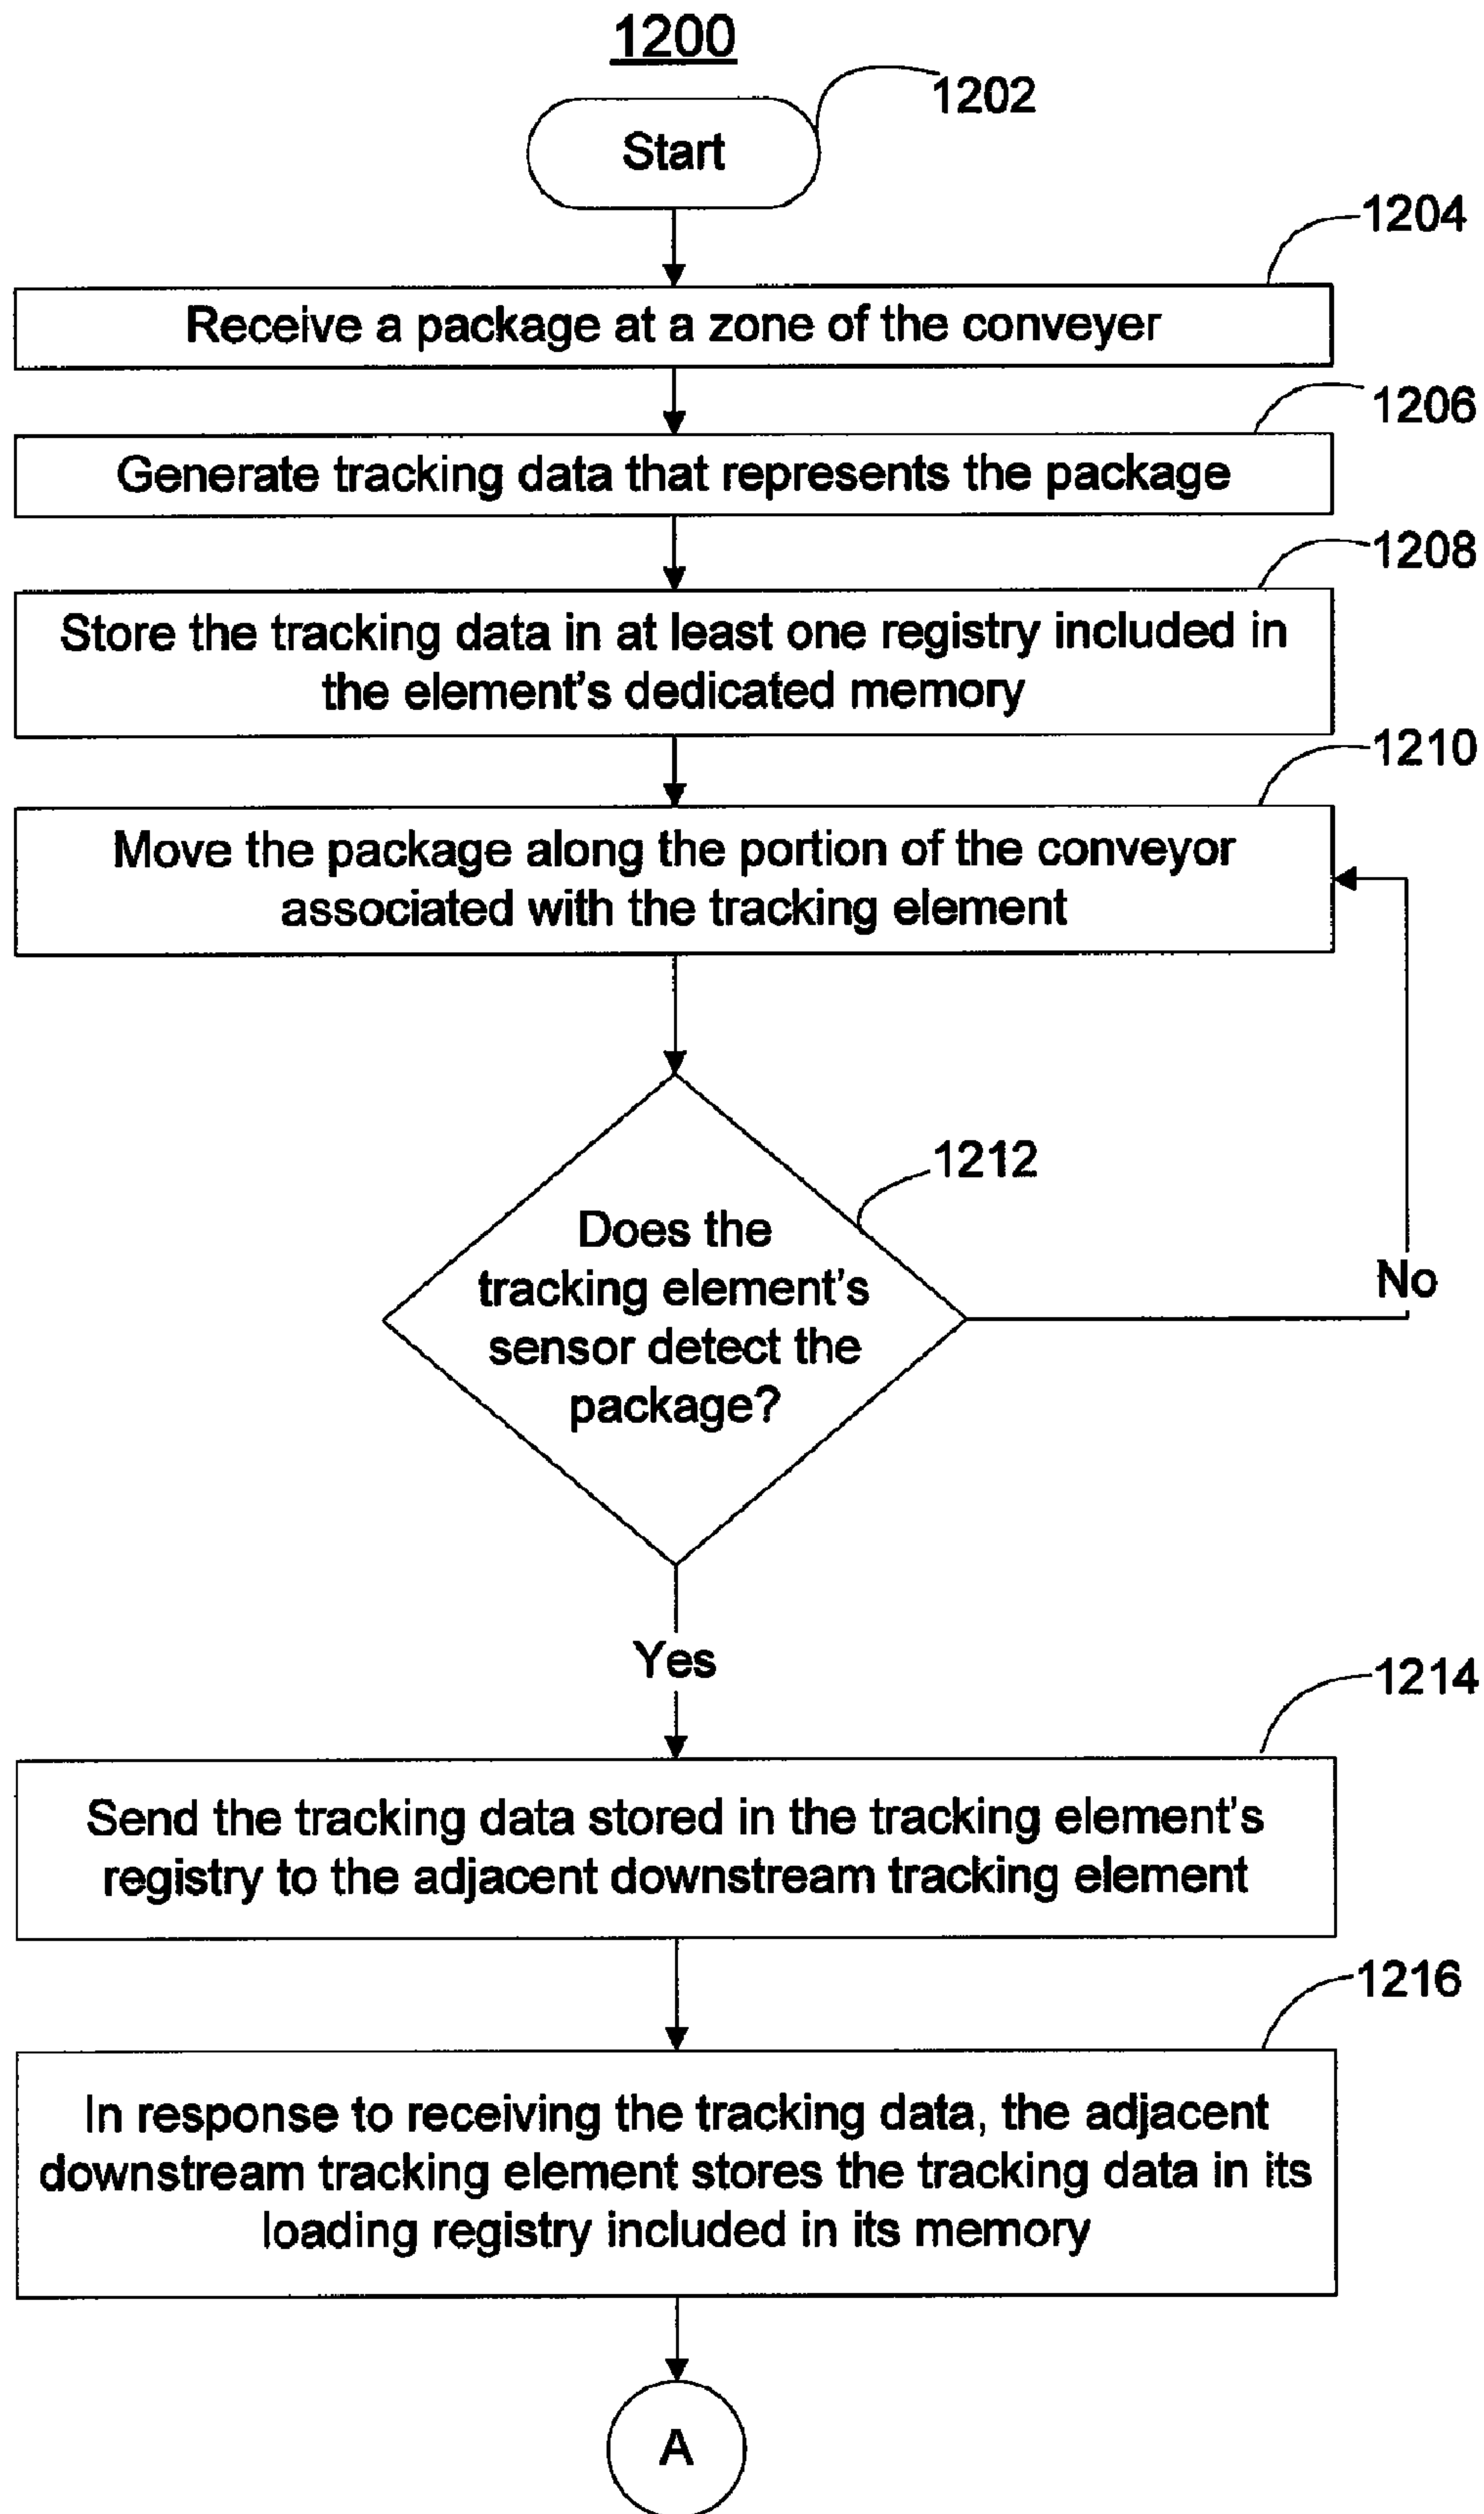 1200
1202
Start
1204
Receive a package at a zone of the conveyer
1206
Generate tracking data that represents the package
1208
Store the tracking data in at least one registry included in
the element's dedicated memory
1210
Move the package along the portion of the conveyor
associated with the tracking element
1212
Does the
tracking element's
sensor detect the
package?
No
Yes
1214
Send the tracking data stored in the tracking element's
registry to the adjacent downstream tracking element
1216
In response to receiving the tracking data, the adjacent
downstream tracking element stores the tracking data in its
loading registry included in its memory
A